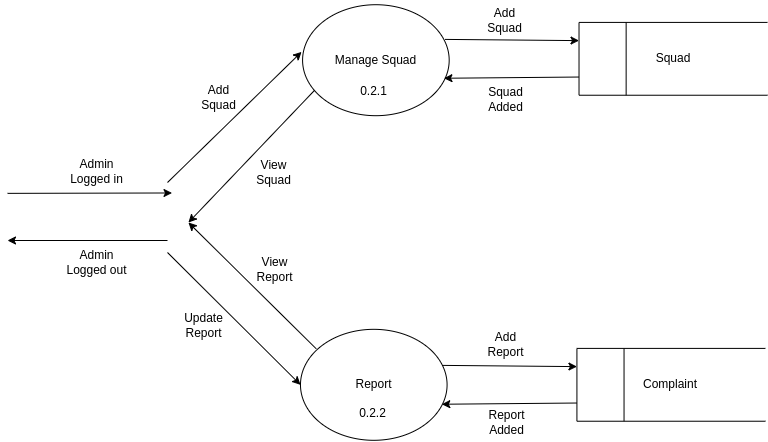 Add
Squad
Manage Squad
0.2.1
Squad
Squad
Added
Add
Squad
View
Squad
Admin
Logged in
Admin
Logged out
View
Report
Update
Report
Add
Report
Report
0.2.2
Complaint
Report
Added